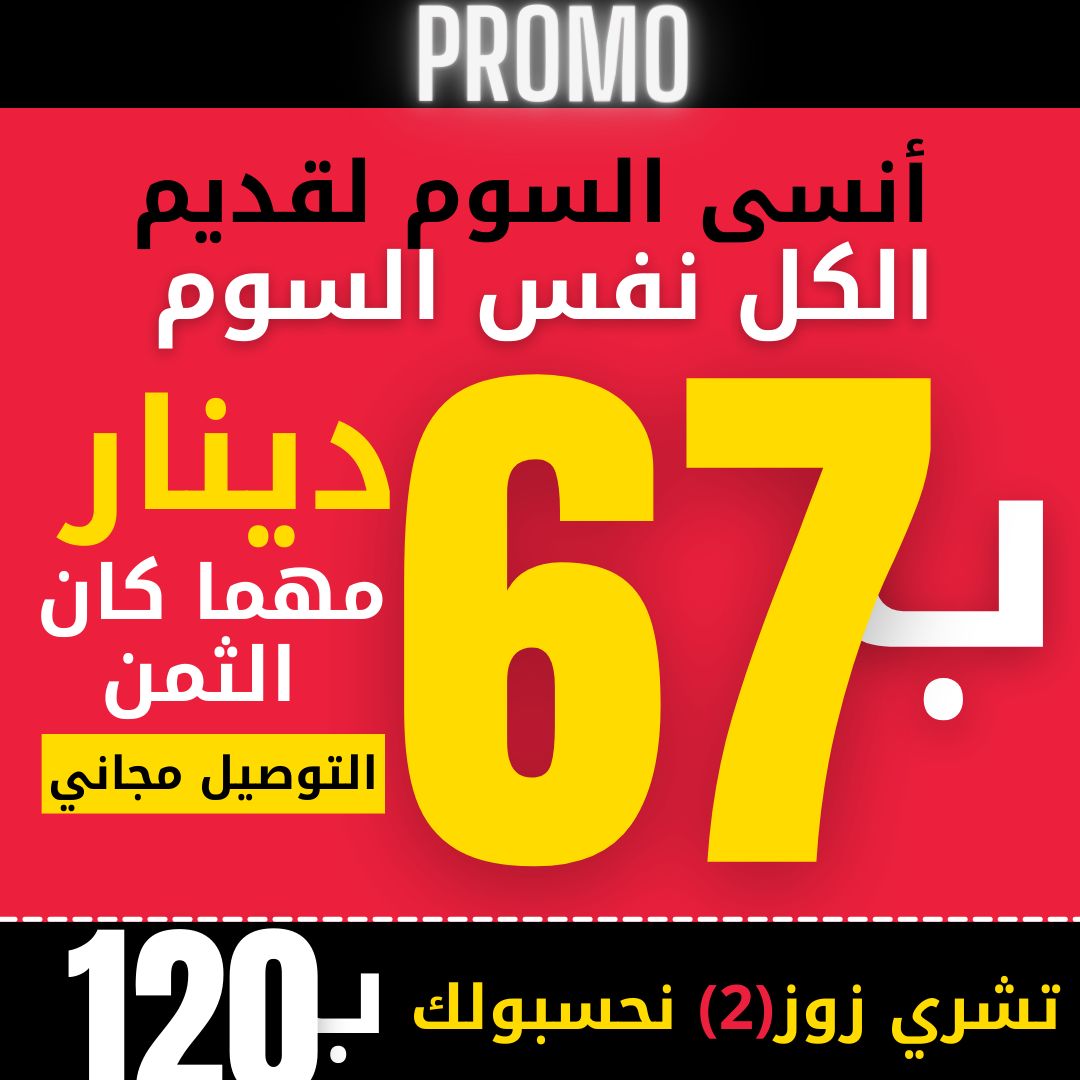 PROMO
أنسى السوم لقديم
الكل نفس السوم
بـ67 دينار
مهما كان
الثمن
التوصيل مجاني
تشري زوز(2) نحسبولك بـ120